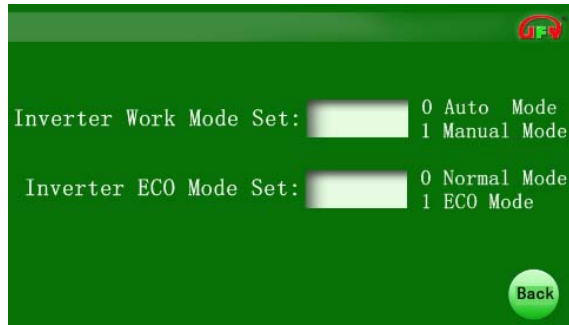 Inverter Work Mode Set:
0 Auto Mode
1 Manual Mode
Inverter ECO Mode Set:
0 Normal Mode
1 ECO Mode
Back